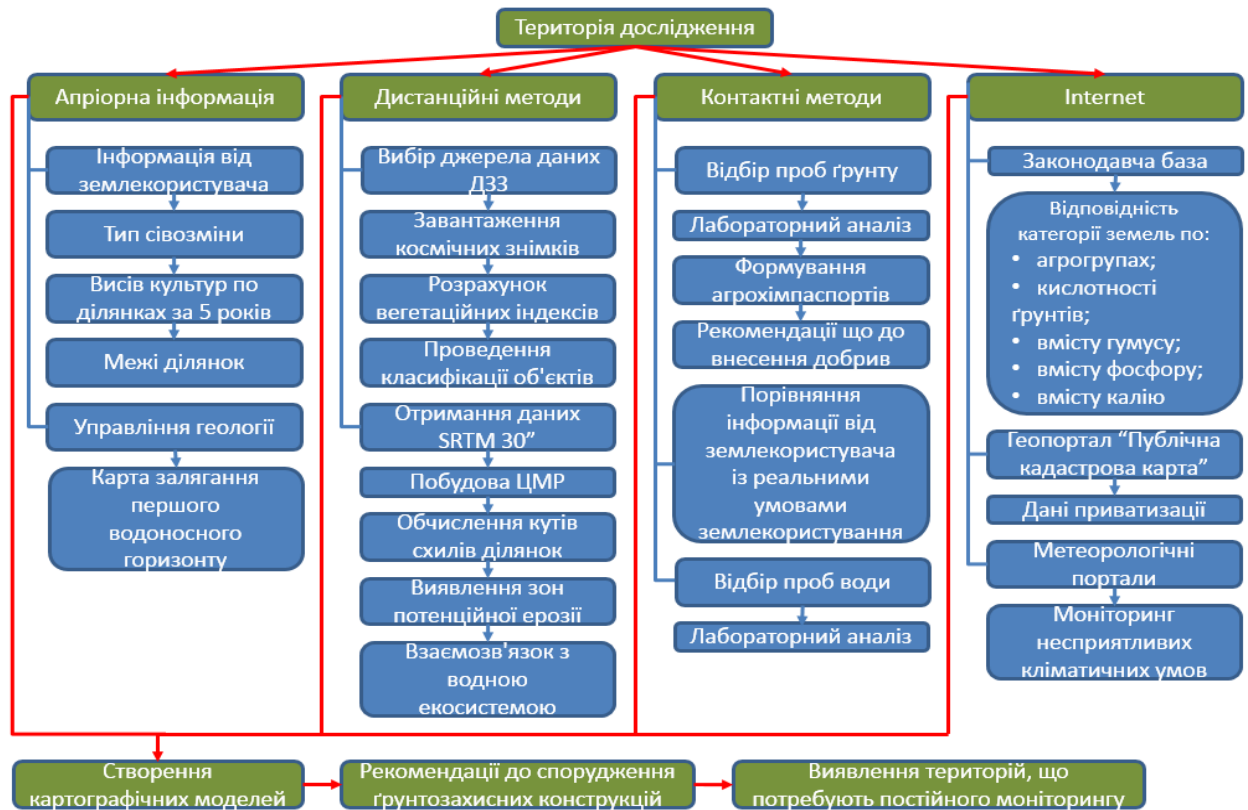 Територія дослідження
Апріорна інформація
Інформація від
землекористувача
Тип сівозміни
Висів культур по
ділянках за 5 років
Межі ділянок
Управління геології
Карта залягання
першого
водоносного
горизонту
Дистанційні методи
Вибір джерела даних
ДЗЗ
Завантаження
космічних знімків
Розрахунок
вегетаційних індексів
Проведення
класифікації об'єктів
Отримання даних
SRTM 30”
Побудова ЦМР
Обчислення кутів
схилів ділянок
Виявлення зон
потенційної ерозії
Взаємозв'язок з
водною
екосистемою
Контактні методи
Відбір проб ґрунту
Лабораторний аналіз
Формування
агрохімпаспортів
Рекомендації що до
внесення добрив
Порівняння
інформації від
землекористувача
із реальними
умовами
землекористування
Відбір проб води
Лабораторний аналіз
Internet
Законодавча база
Відповідність
категорії земель по:
• агрогрупах;
• кислотності
ґрунтів;
• вмісту гумусу;
• вмісту фосфору;
• вмісту калію
Геопортал “Публічна
кадастрова карта”
Дані приватизації
Метеорологічні
портали
Моніторинг
несприятливих
кліматичних умов
Створення
картографічних моделей
Рекомендації до спорудження
ґрунтозахисних конструкцій
Виявлення територій, що
потребують постійного моніторингу